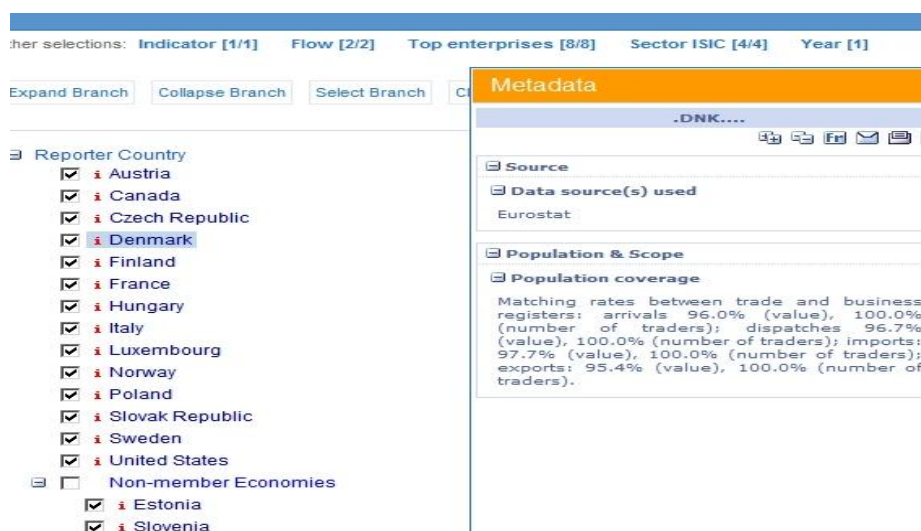 her selections: Indicator [1/1] Flow [2/2] Top enterprises [8/8] Sector ISIC [4/4] Year [1]
Expand Branch Collapse Branch Select Branch Cl
Metadata
.DNK....
Fr
Reporter Country
i Austria
i Canada
i Czech Republic
i Denmark
i Finland
i France
i Hungary
i Italy
i Luxembourg
i Norway
i Poland
i Slovak Republic
i Sweden
i United States
Non-member Economies
i Estonia
i Slovenia
Source
Data source(s) used
Eurostat
Population & Scope
Population coverage
Matching rates between trade and business
registers: arrivals 96.0% (value), 100.0%
(number of traders); dispatches 96.7%
(value), 100.0% (number of traders); imports:
97.7% (value), 100.0% (number of traders);
exports: 95.4% (value), 100.0% (number of
traders).